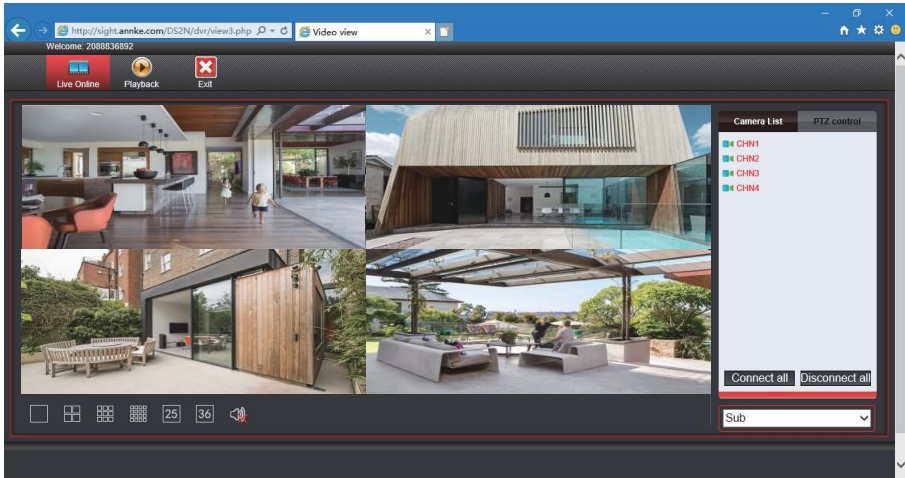 http://sight.annke.com/DS2N/dvr/view3.php
Video view
Welcome: 2088836892
Live Online
Playback
Exit
Camera List
PTZ control
CHN1
CHN2
CHN3
CHN4
Connect all
Disconnect all
25
36
Sub